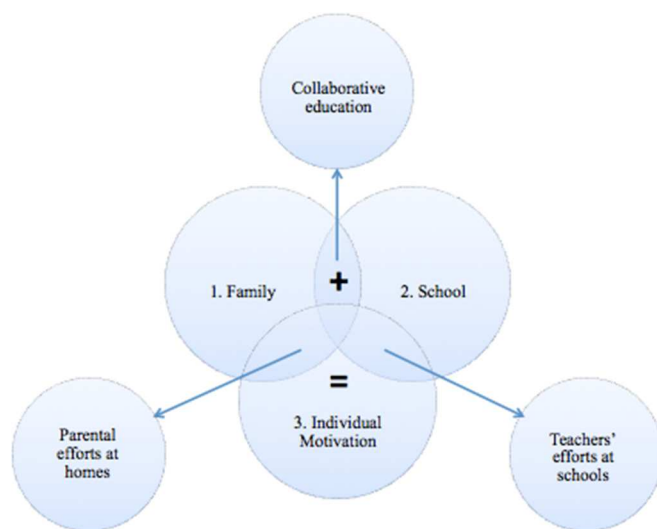 Collaborative
education
+
1. Family
2. School
=
3. Individual
Motivation
Parental
efforts at
homes
Teachers'
efforts at
schools